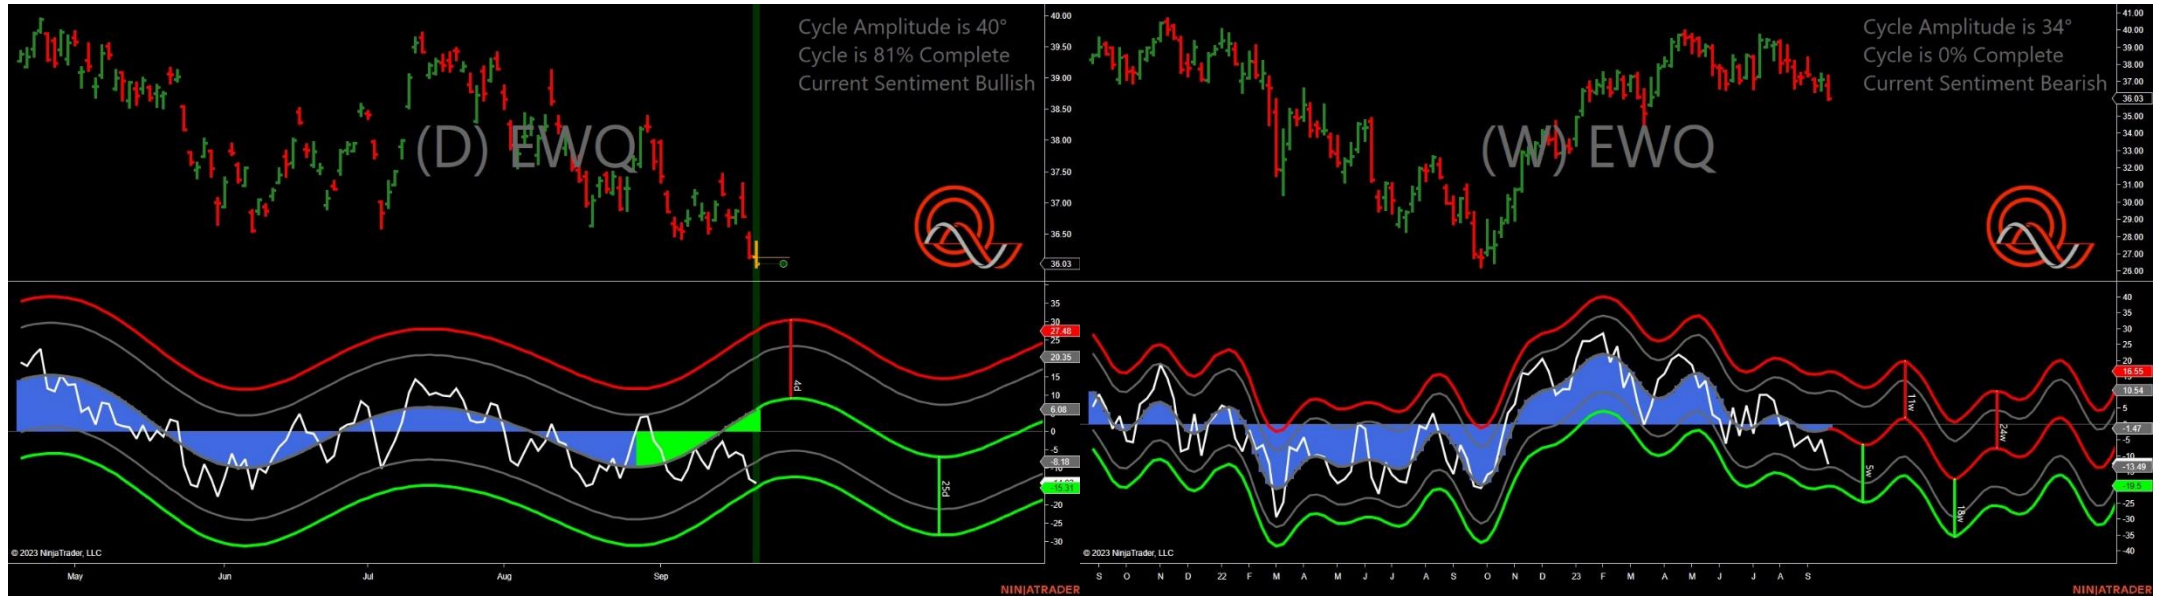 Cycle Amplitude is 40°
Cycle is 81% Complete
Current Sentiment Bullish
(D) EWQ
40.00
39.50
39.00
38.00
37.50
37.00
36.50
36.03
35
30
27.48
25
20.35
15
10
6.08
0
-5
-8.18
-15.31
-20
-25
-30
4d
25d
© 2023 NinjaTrader, LLC
May Jun Jul Aug Sep
NINJATRADER
Cycle Amplitude is 34°
Cycle is 0% Complete
Current Sentiment Bearish
(W) EWQ
41.00
40.00
39.00
38.00
37.00
36.03
35.00
34.00
33.00
32.00
31.00
30.00
29.00
28.00
27.00
26.00
40
35
30
25
20
16.55
10.54
5
-1.47
-5
-10
-13.49
-19.5
-25
-30
-35
-40
11w
24w
5w
18w
© 2023 NinjaTrader, LLC
S O N D 22 F M A M J J A S O N D 23 F M A M J J A S
NINJATRADER